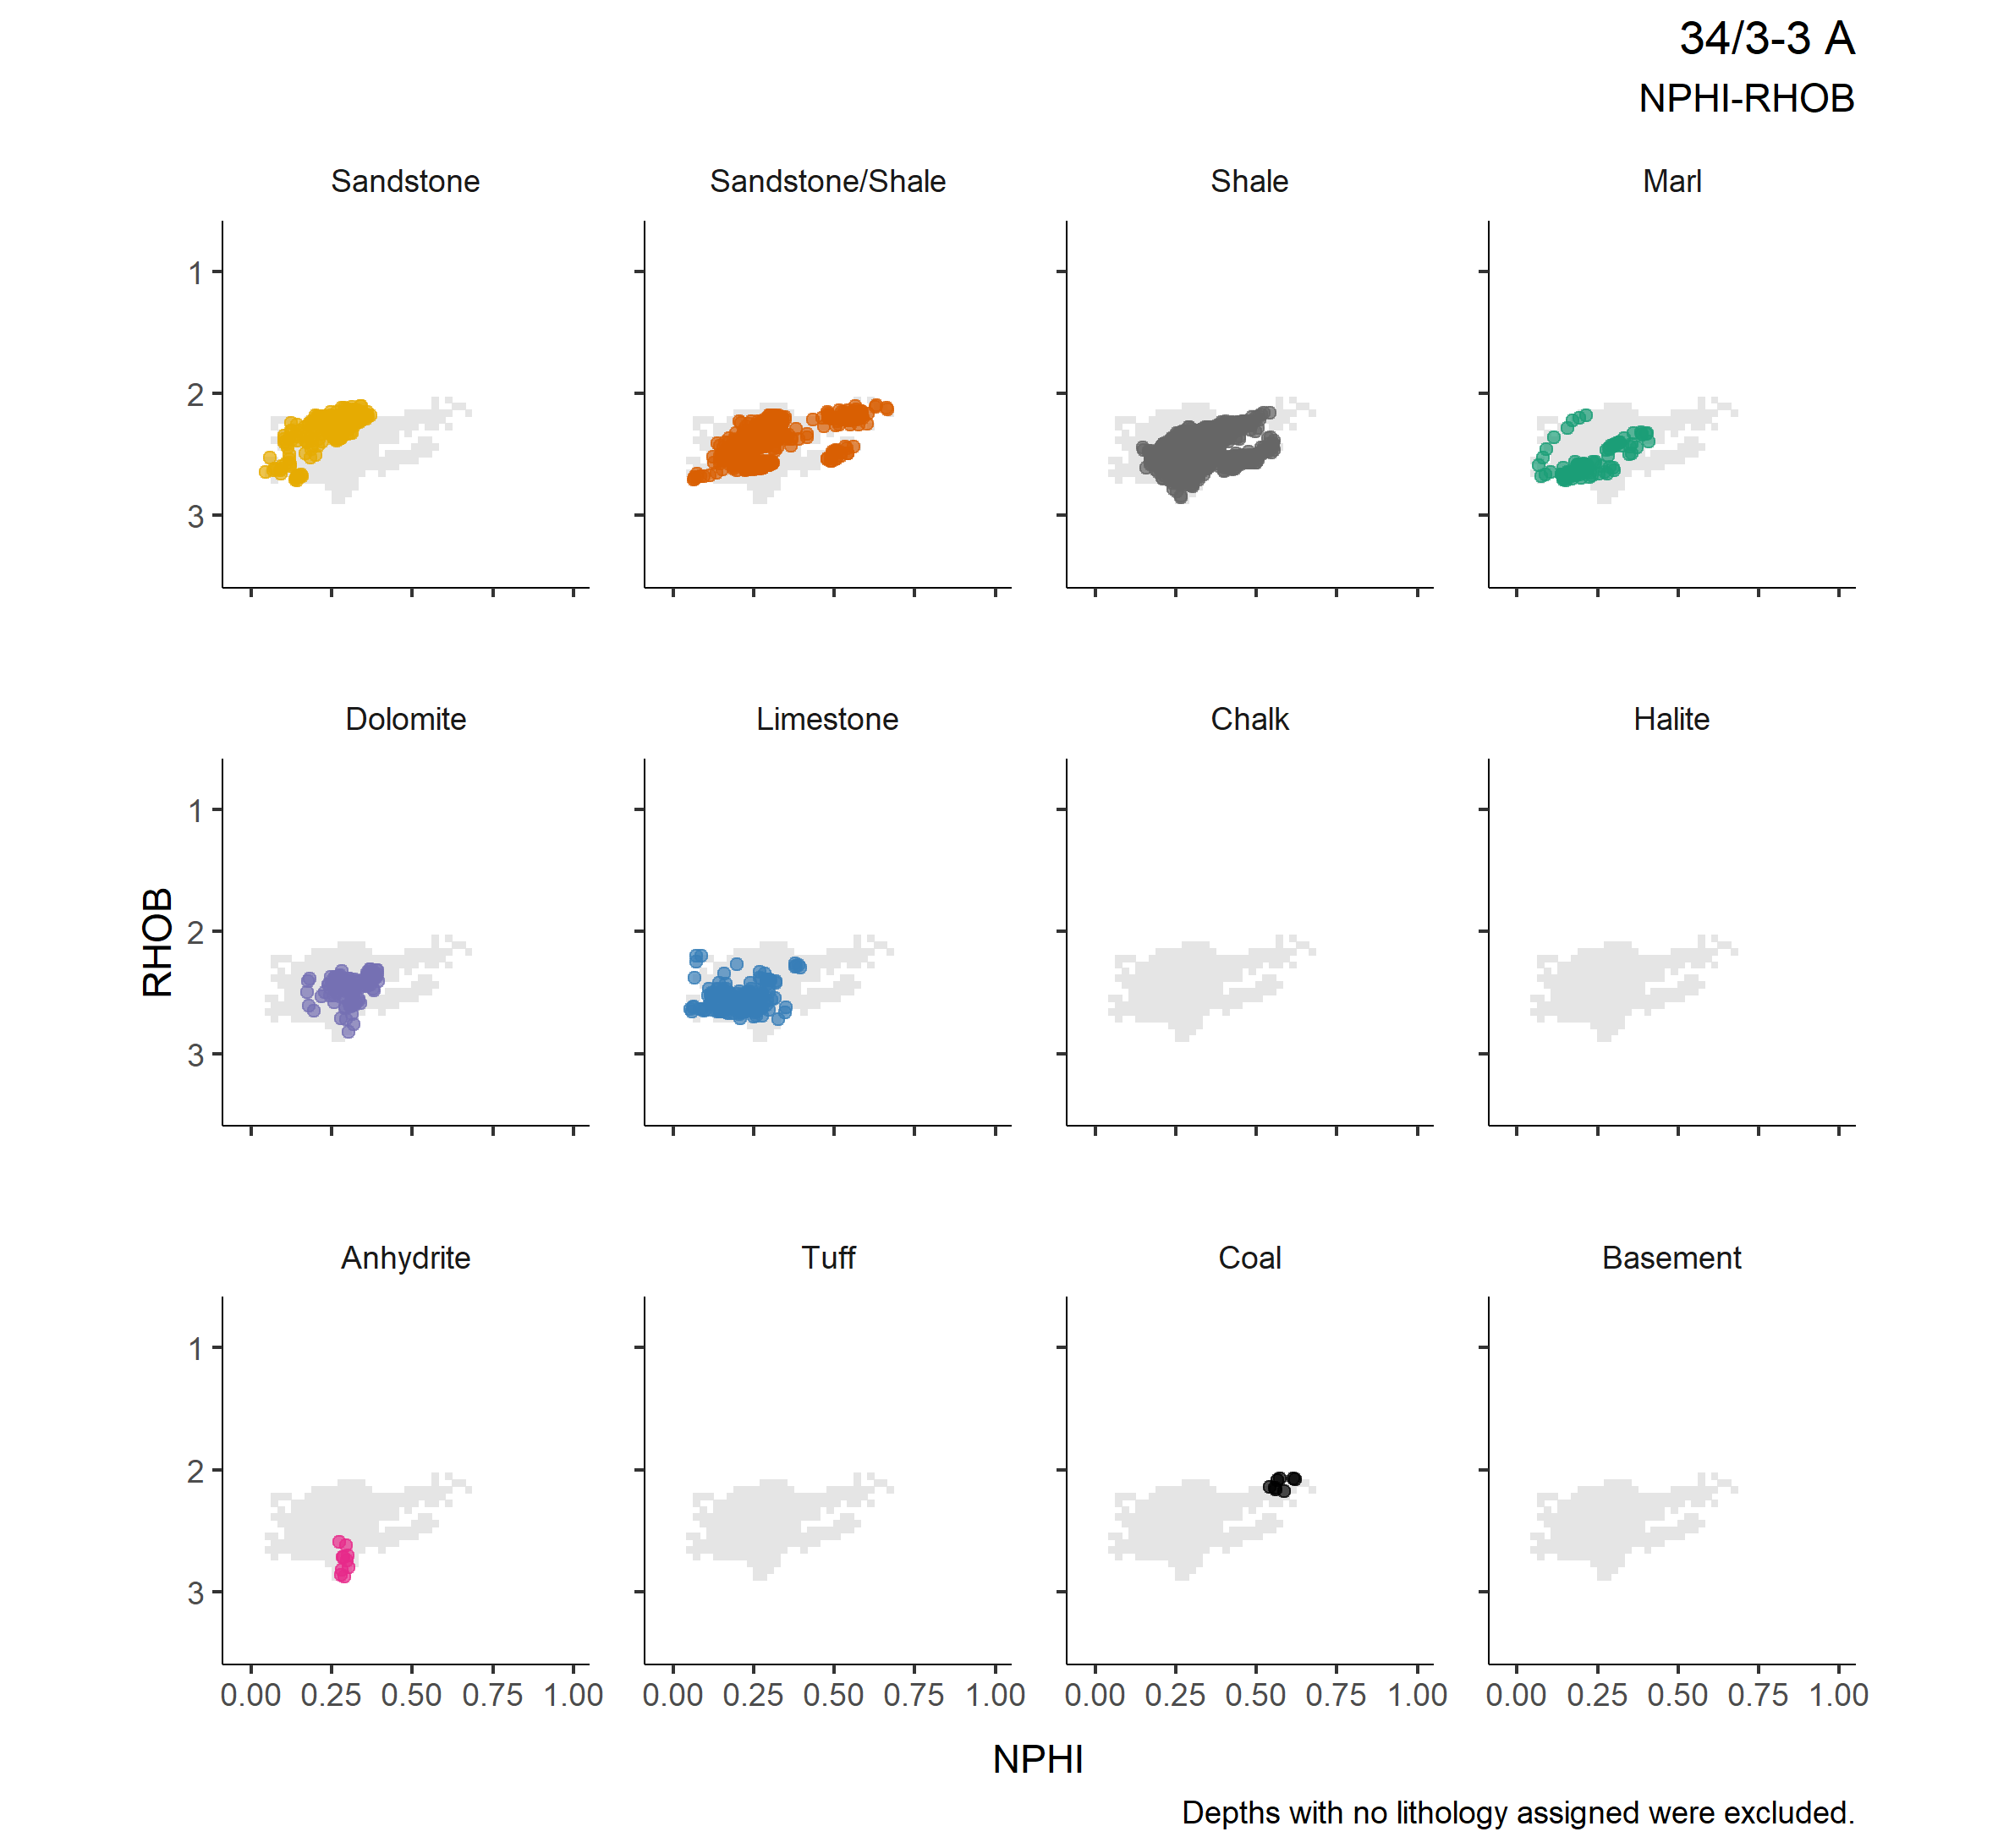 34/3-3 A
NPHI-RHOB
Sandstone Sandstone/Shale Shale Marl
1
2
3
Dolomite Limestone Chalk Halite
1
2
3
RHOB
Anhydrite Tuff Coal Basement
1
2
3
0.00 0.25 0.50 0.75 1.00 0.00 0.25 0.50 0.75 1.00 0.00 0.25 0.50 0.75 1.00 0.00 0.25 0.50 0.75 1.00
NPHI
Depths with no lithology assigned were excluded.